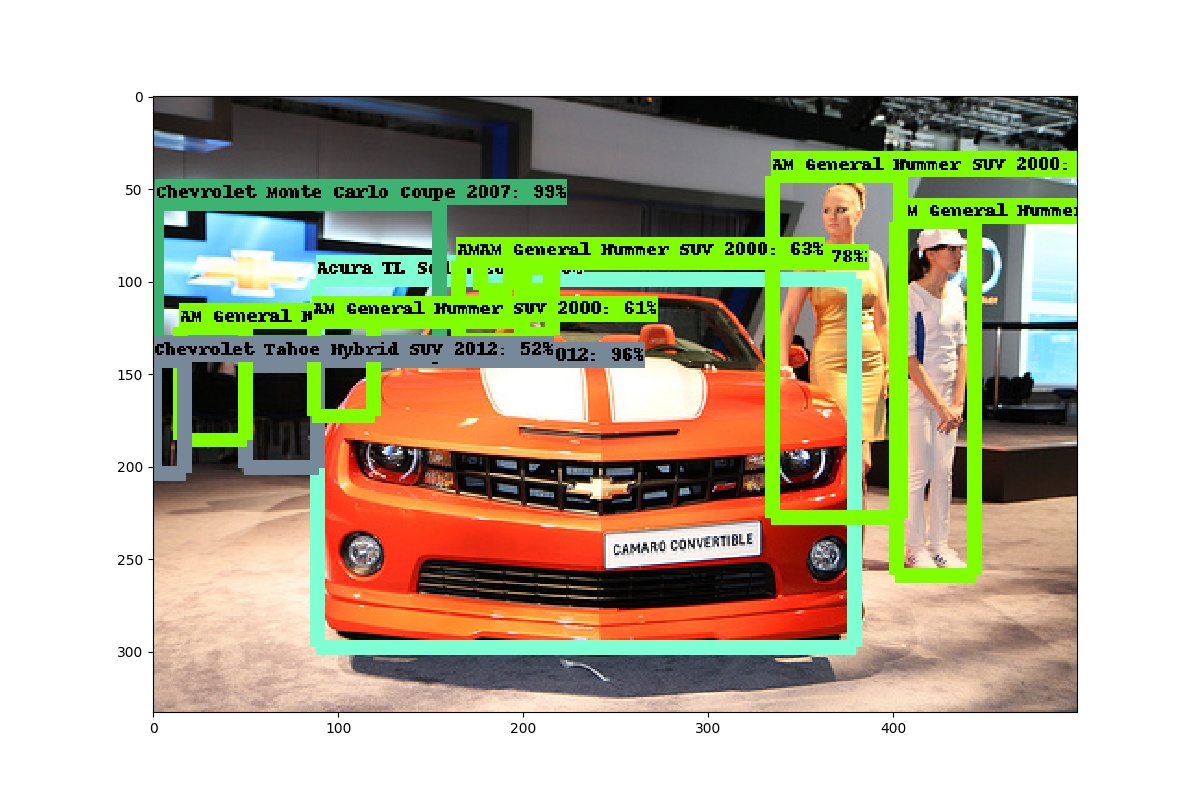 0
50
100
150
200
250
300
0
100
200
300
400
AM General Hummer SUV 2000:
Chevrolet Monte Carlo Coupe 2007: 99%
M General Hummer
AMAM General Hummer SUV 2000: 63%
78%
Acura TL
AM General Hummer SUV 2000: 61%
AM General
Chevrolet Tahoe Hybrid SUV 2012: 52%
012: 96%
CAMARO CONVERTIBLE